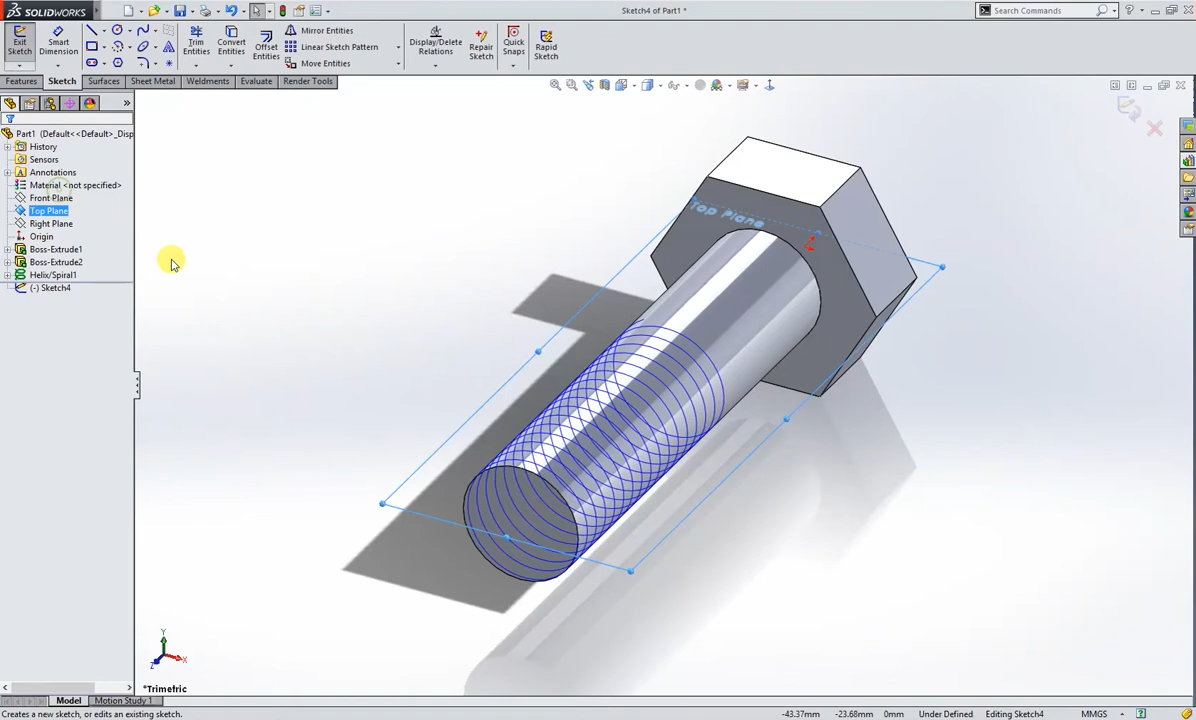 SOLIDWORKS
Sketch4 of Part1 *
Search Commands
Exit Sketch
Smart Dimension
Trim Entities
Convert Entities
Offset Entities
Mirror Entities
Linear Sketch Pattern
Move Entities
Display/Delete Relations
Repair Sketch
Quick Snaps
Rapid Sketch
Features
Sketch
Surfaces
Sheet Metal
Weldments
Evaluate
Render Tools
Part1 (Default<<Default>_Disp
History
Sensors
Annotations
Material <not specified>
Front Plane
Top Plane
Right Plane
Origin
Boss-Extrude1
Boss-Extrude2
Helix/Spiral1
(-) Sketch4
Top Plane
Y
X
Z
*Trimetric
Model
Motion Study 1
Creates a new sketch, or edits an existing sketch.
-43.37mm
-23.68mm
0mm
Under Defined
Editing Sketch4
MMGS